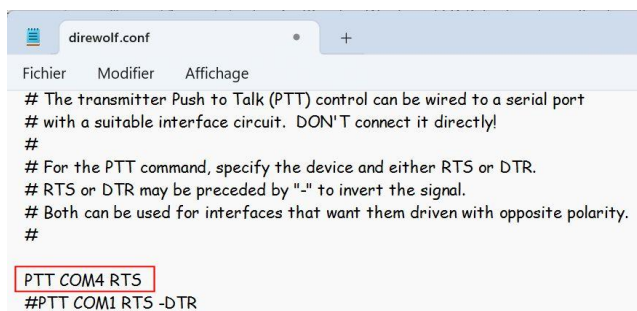 direwolf.conf
Fichier Modifier Affichage
# The transmitter Push to Talk (PTT) control can be wired to a serial port
# with a suitable interface circuit. DON'T connect it directly!
#
# For the PTT command, specify the device and either RTS or DTR.
# RTS or DTR may be preceded by "-" to invert the signal.
# Both can be used for interfaces that want them driven with opposite polarity.
#
PTT COM4 RTS
#PTT COM1 RTS -DTR